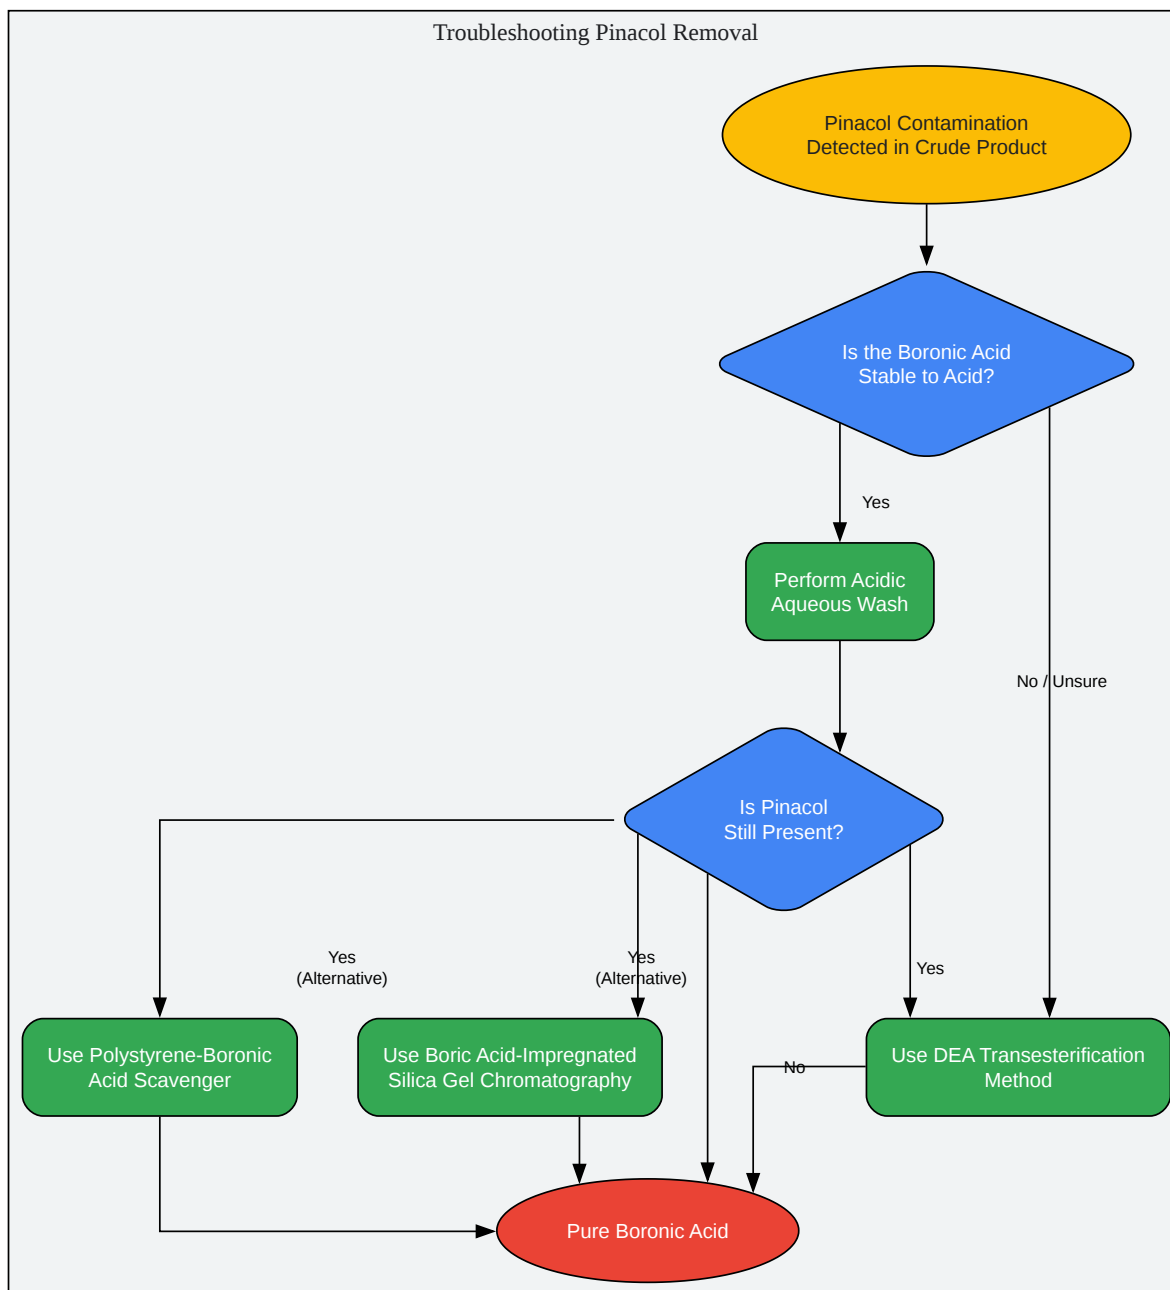 Troubleshooting Pinacol Removal
Pinacol Contamination
Detected in Crude Product
Is the Boronic Acid
Stable to Acid?
Yes
Perform Acidic
Aqueous Wash
No / Unsure
Is Pinacol
Still Present?
Yes
(Alternative)
Yes
(Alternative)
Yes
Use Polystyrene-Boronic
Acid Scavenger
Use Boric Acid-Impregnated
Silica Gel Chromatography
No
Use DEA Transesterification
Method
Pure Boronic Acid